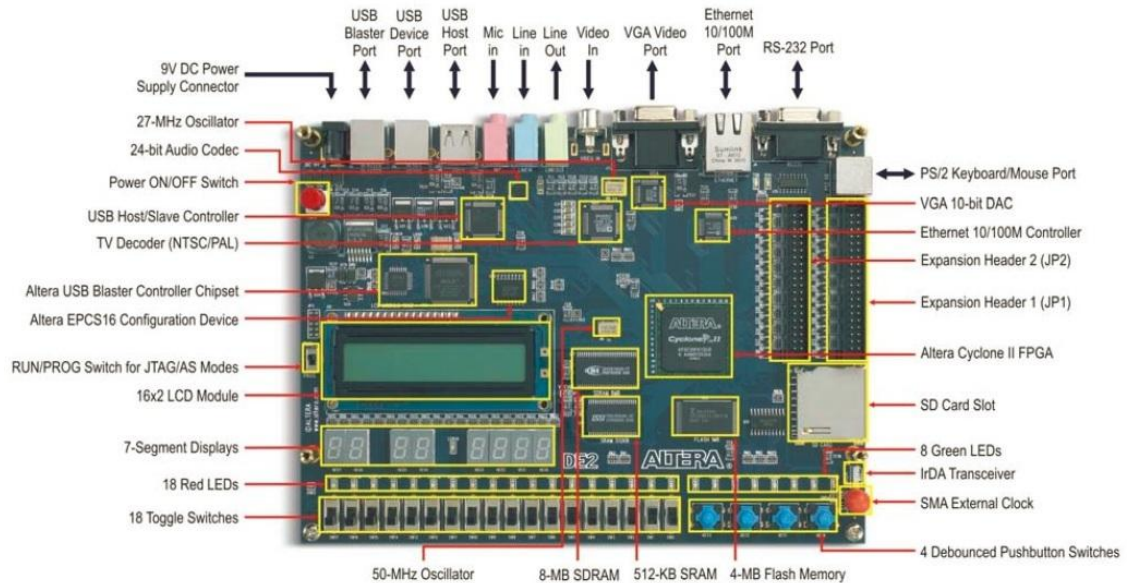 USB
Blaster
Port
USB
Device
Port
USB
Host
Port
Mic
in
Line
in
Line
Out
Video
In
VGA Video
Port
Ethernet
10/100M
Port
RS-232 Port
9V DC Power
Supply Connector
27-MHz Oscillator
24-bit Audio Codec
Power ON/OFF Switch
USB Host/Slave Controller
TV Decoder (NTSC/PAL)
Altera USB Blaster Controller Chipset
Altera EPCS16 Configuration Device
RUN/PROG Switch for JTAG/AS Modes
16x2 LCD Module
7-Segment Displays
18 Red LEDs
18 Toggle Switches
50-MHz Oscillator
8-MB SDRAM
512-KB SRAM
4-MB Flash Memory
PS/2 Keyboard/Mouse Port
VGA 10-bit DAC
Ethernet 10/100M Controller
Expansion Header 2 (JP2)
Expansion Header 1 (JP1)
Altera Cyclone II FPGA
SD Card Slot
8 Green LEDs
IrDA Transceiver
SMA External Clock
4 Debounced Pushbutton Switches
ALTERA
Cyclone II
DE2
ALTERA